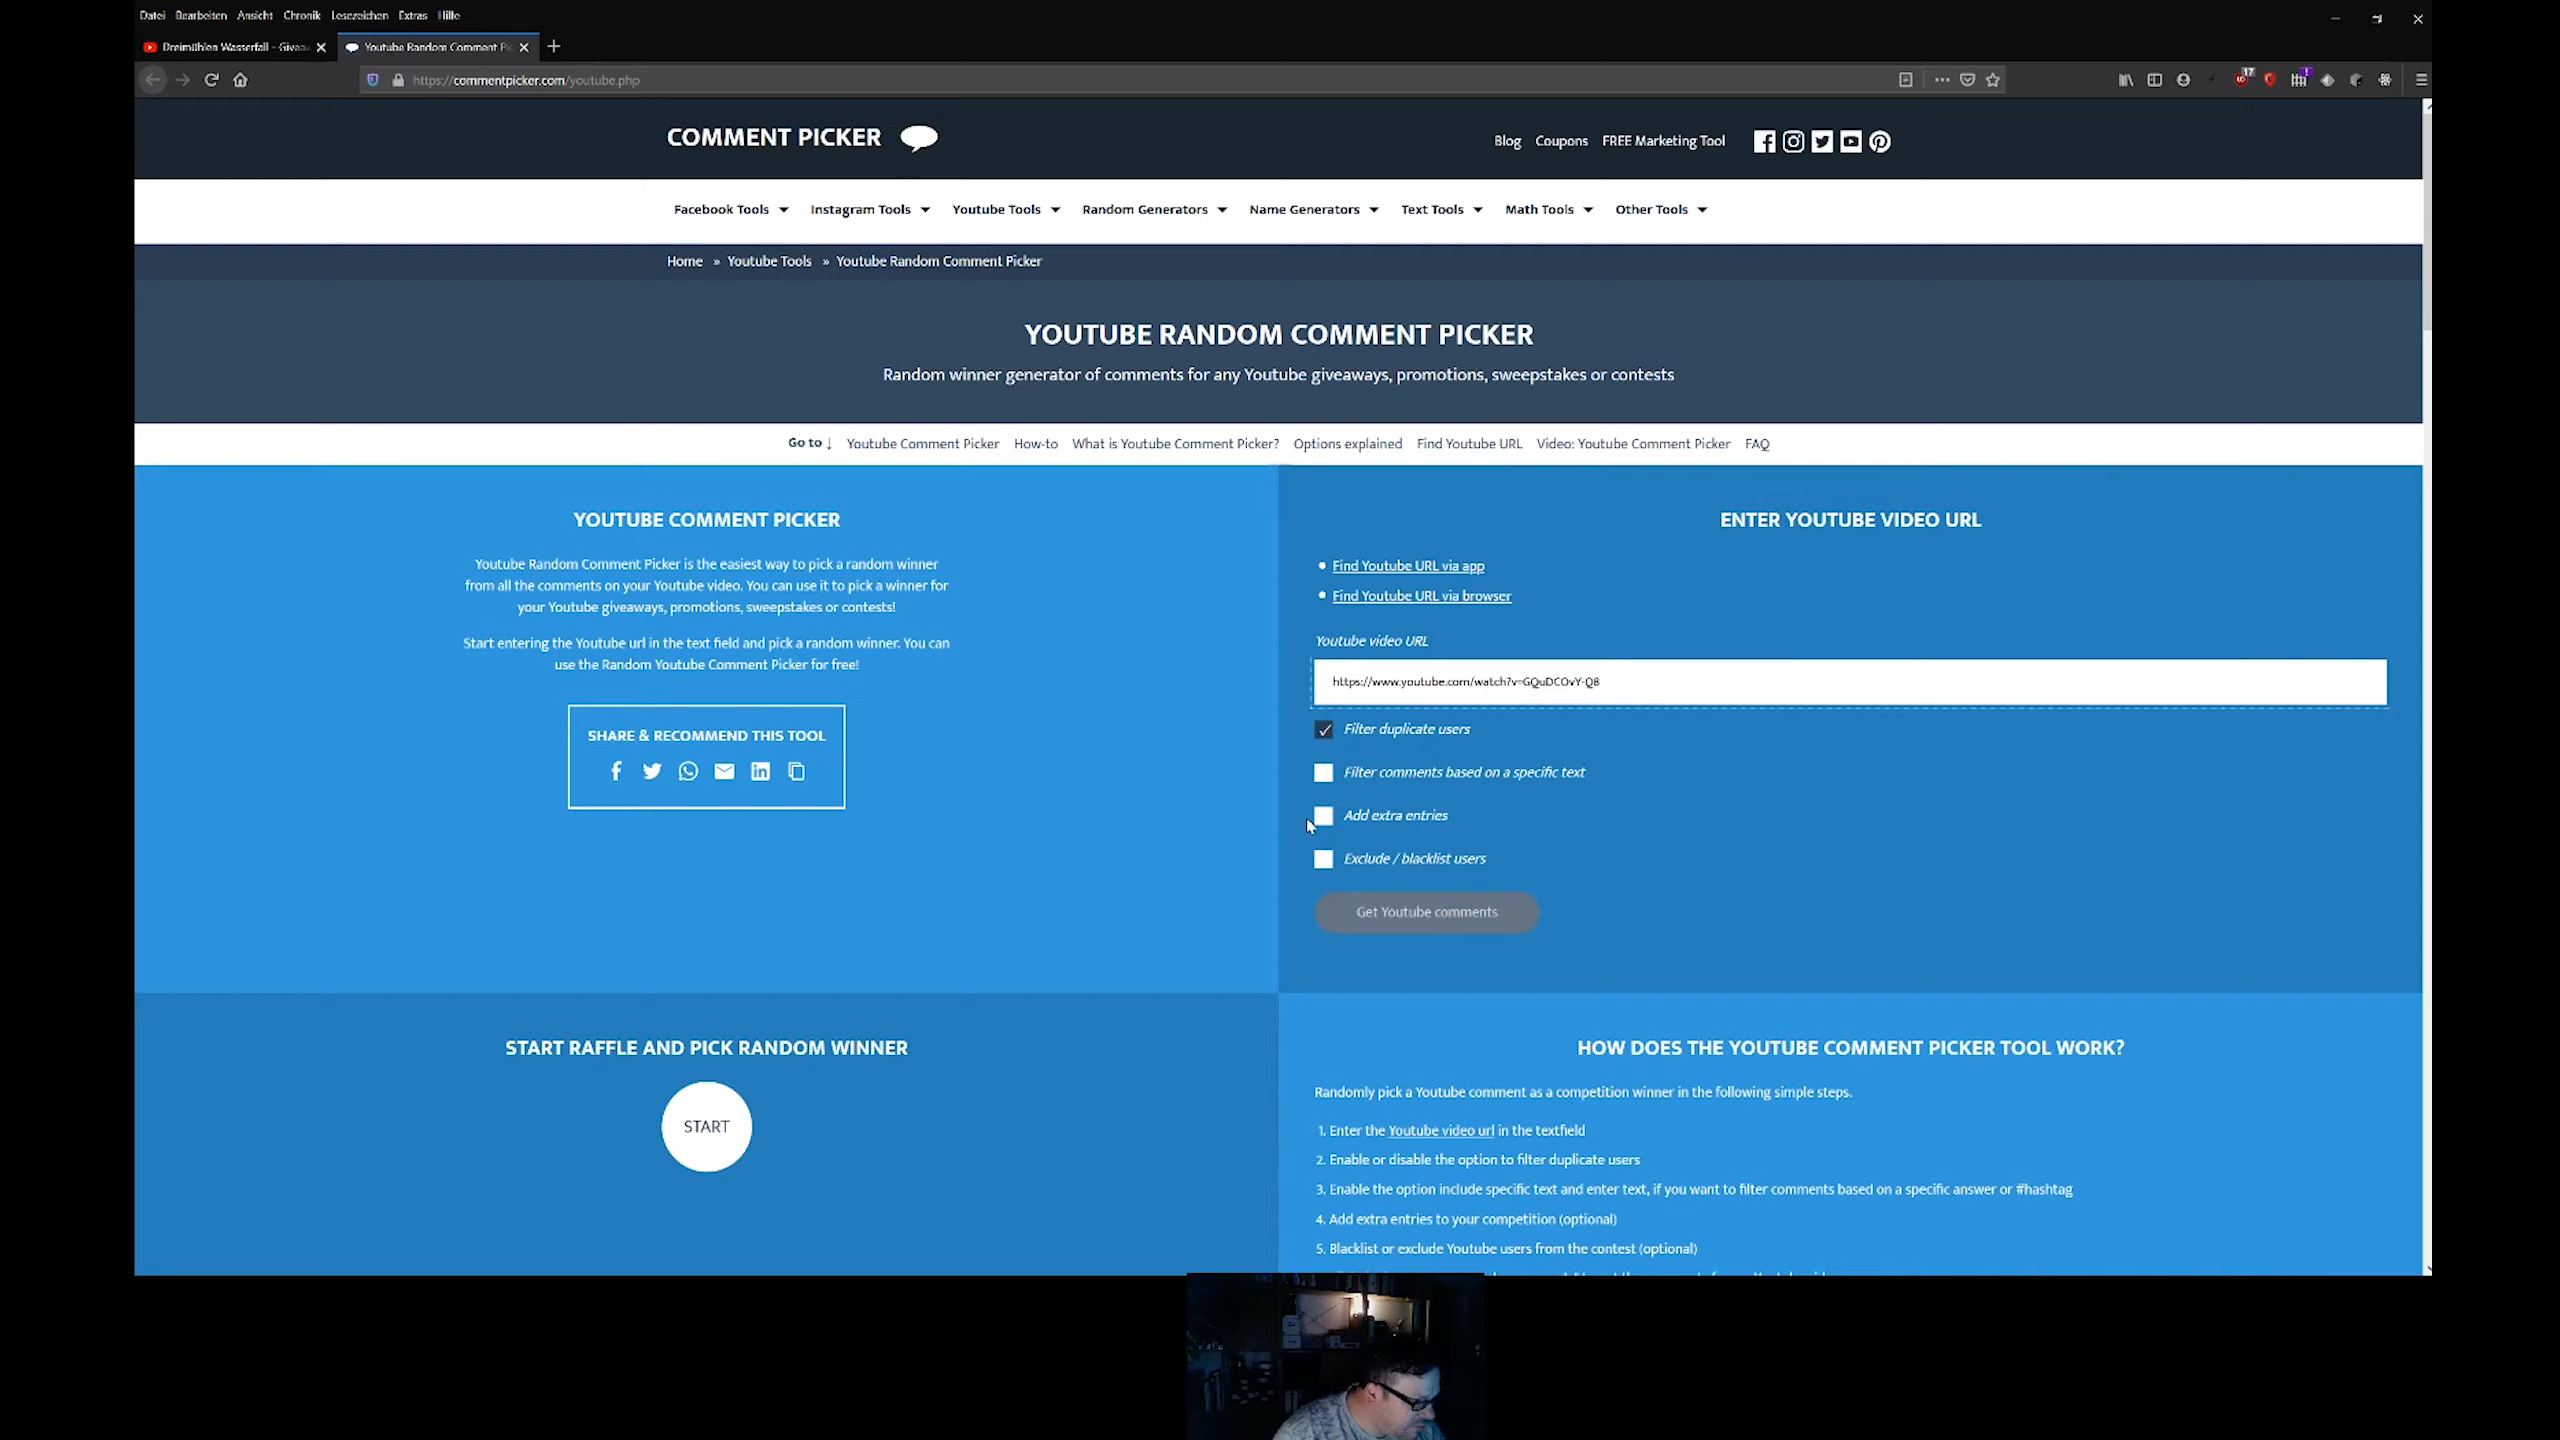 Datei Bearbeiten Ansicht Chronik Lesezeichen Extras Hilfe
Dreimühlen Wasserfall - Givea
Youtube Random Comment Pic
https://commentpicker.com/youtube.php
17
COMMENT PICKER
Blog Coupons FREE Marketing Tool
Facebook Tools Instagram Tools Youtube Tools Random Generators Name Generators Text Tools Math Tools Other Tools
Home » Youtube Tools » Youtube Random Comment Picker
YOUTUBE RANDOM COMMENT PICKER
Random winner generator of comments for any Youtube giveaways, promotions, sweepstakes or contests
Go to ↓ Youtube Comment Picker How-to What is Youtube Comment Picker? Options explained Find Youtube URL Video: Youtube Comment Picker FAQ
YOUTUBE COMMENT PICKER
Youtube Random Comment Picker is the easiest way to pick a random winner
from all the comments on your Youtube video. You can use it to pick a winner for
your Youtube giveaways, promotions, sweepstakes or contests!
Start entering the Youtube url in the text field and pick a random winner. You can
use the Random Youtube Comment Picker for free!
SHARE & RECOMMEND THIS TOOL
ENTER YOUTUBE VIDEO URL
Find Youtube URL via app
Find Youtube URL via browser
Youtube video URL
https://www.youtube.com/watch?v=GQuDCOvY-Q8
Filter duplicate users
Filter comments based on a specific text
Add extra entries
Exclude / blacklist users
Get Youtube comments
START RAFFLE AND PICK RANDOM WINNER
START
HOW DOES THE YOUTUBE COMMENT PICKER TOOL WORK?
Randomly pick a Youtube comment as a competition winner in the following simple steps.
1. Enter the Youtube video url in the textfield
2. Enable or disable the option to filter duplicate users
3. Enable the option include specific text and enter text, if you want to filter comments based on a specific answer or #hashtag
4. Add extra entries to your competition (optional)
5. Blacklist or exclude Youtube users from the contest (optional)